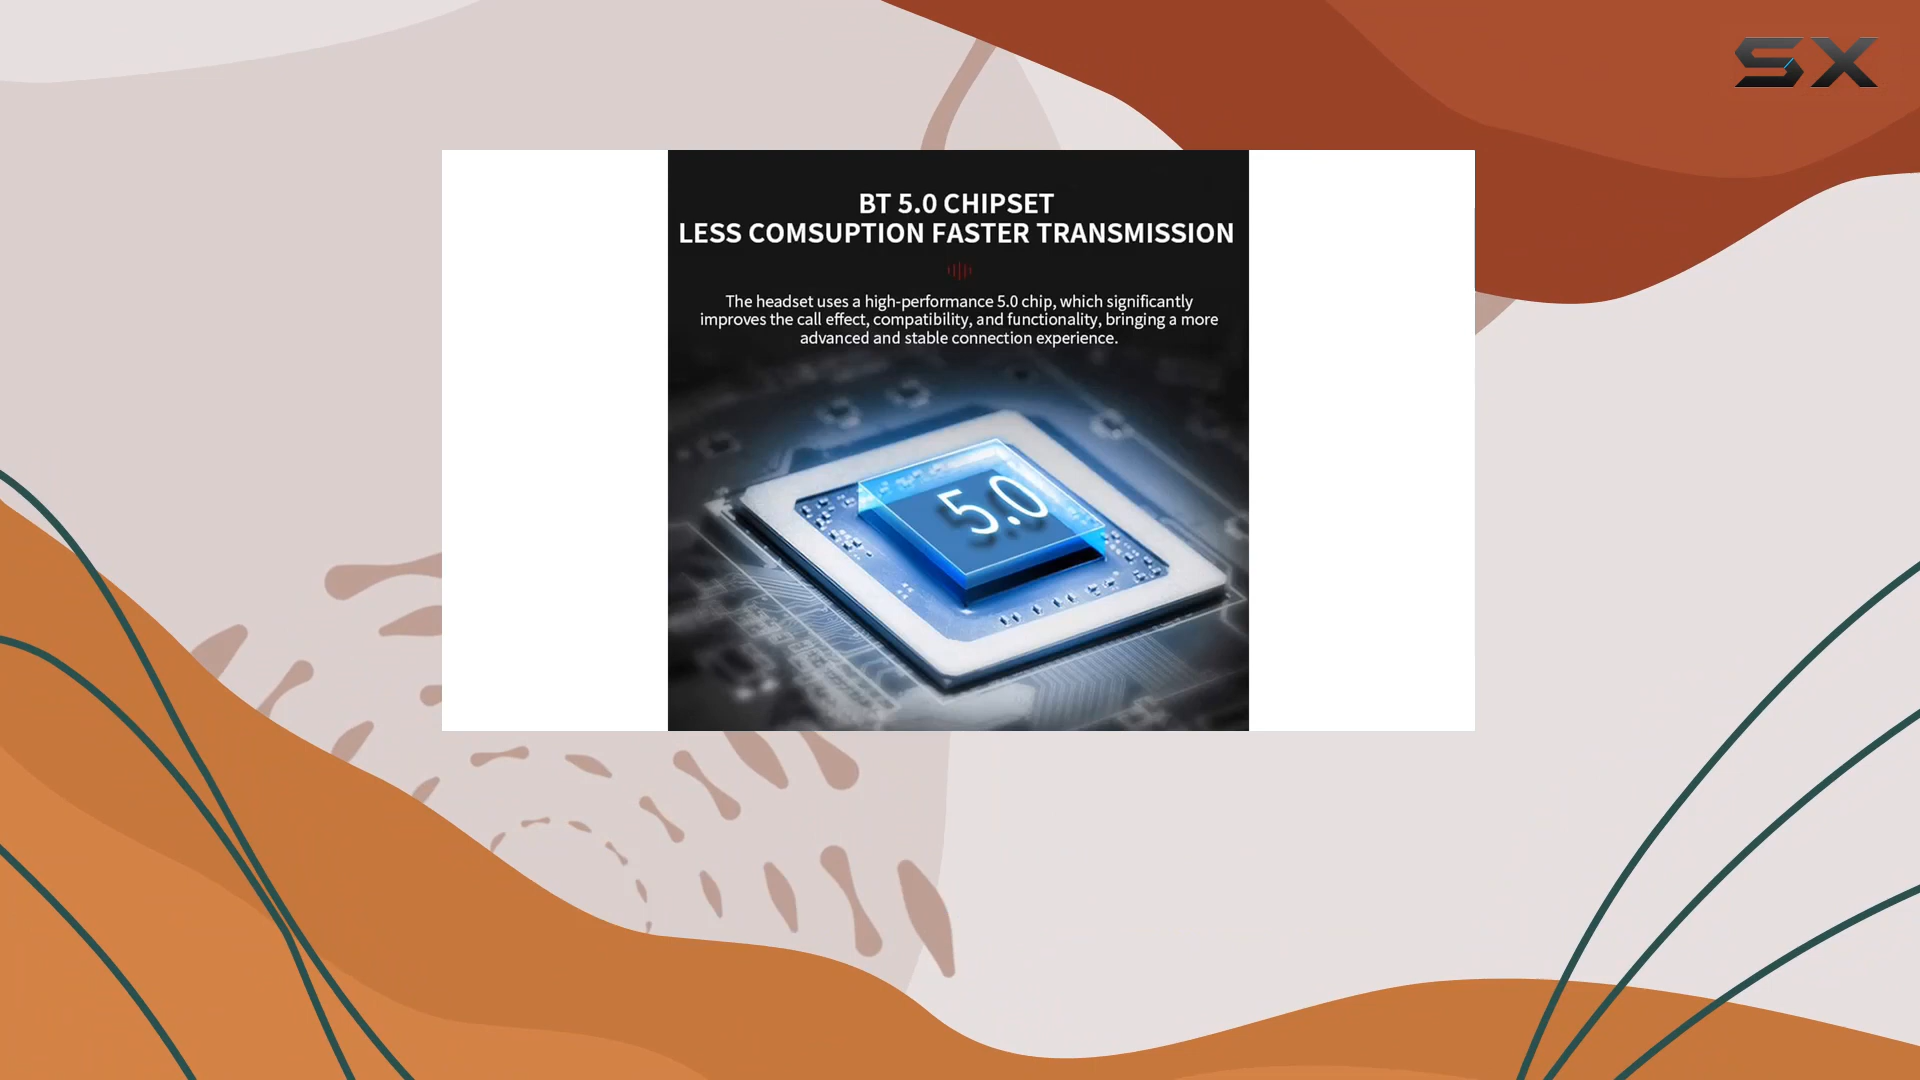 SX
BT 5.0 CHIPSET
LESS COMSUPTION FASTER TRANSMISSION
The headset uses a high-performance 5.0 chip, which significantly
improves the call effect, compatibility, and functionality, bringing a more
advanced and stable connection experience.
5.0